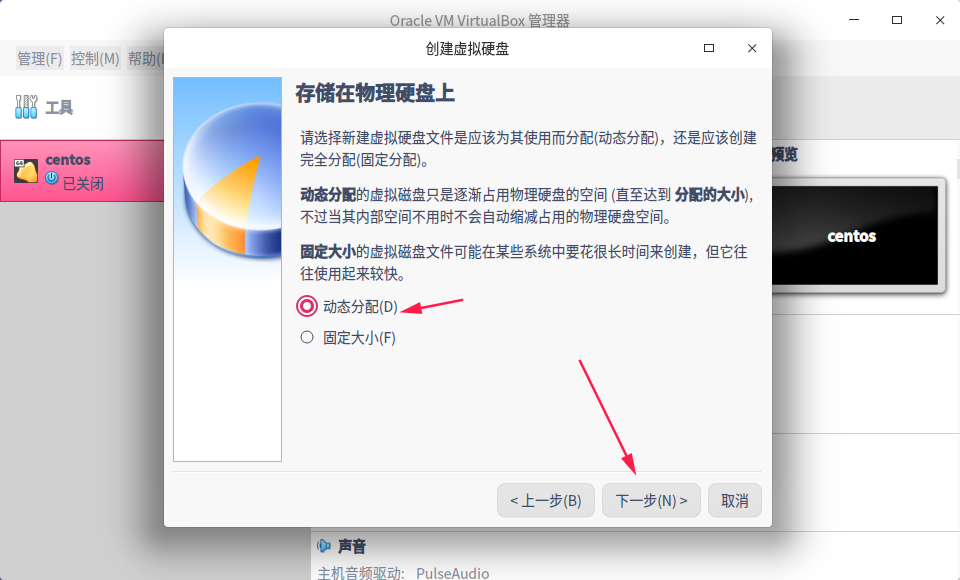 Oracle VM VirtualBox 管理器
创建虚拟硬盘
管理(F) 控制(M) 帮助(
工具
centos
已关闭
存储在物理硬盘上
请选择新建虚拟硬盘文件是应该为其使用而分配(动态分配)，还是应该创建
完全分配(固定分配)。
动态分配的虚拟磁盘只是逐渐占用物理硬盘的空间 (直至达到 分配的大小),
不过当其内部空间不用时不会自动缩减占用的物理硬盘空间。
固定大小的虚拟磁盘文件可能在某些系统中要花很长时间来创建，但它往
往使用起来较快。
动态分配(D)
固定大小(F)
< 上一步(B) 下一步(N) > 取消
预览
centos
声音
主机音频驱动: PulseAudio